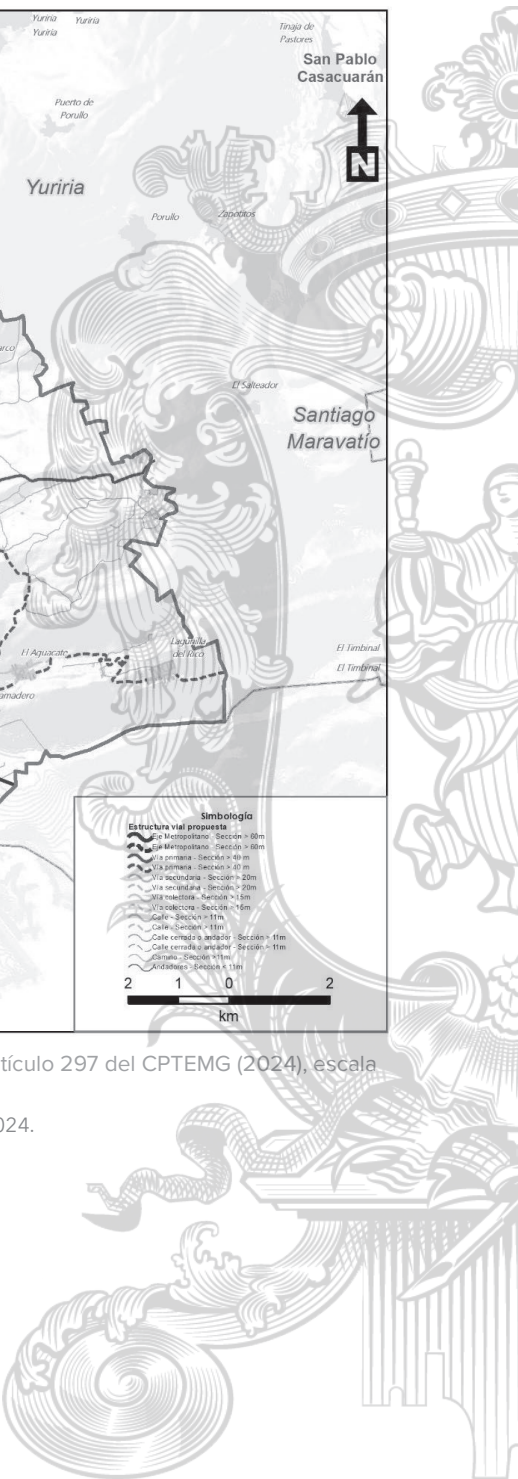 Yuriria Yuriria
Yuriria
Tinaja de
Pastores
San Pablo
Casacuarán
N
Puerto de
Porullo
Yuriria
Porullo
Zapotitos
El Salteador
Santiago
Maravatío
El Aguacate
Lagunilla
del Rico
El Timbinal
El Timbinal
Simbología
Estructura vial propuesta
Eje Metropolitano - Sección > 60m
Eje Metropolitano - Sección > 60m
Vía primaria - Sección > 40 m
Vía primaria - Sección > 40 m
Vía secundaria - Sección > 20m
Vía secundaria - Sección > 20m
Vía colectora - Sección > 15m
Vía colectora - Sección > 15m
Calle - Sección > 11m
Calle - Sección > 11m
Calle cerrada o andador - Sección > 11m
Calle cerrada o andador - Sección > 11m
Camino - Sección >11m
Andadores - Sección < 11m
2 1 0 2
km
tículo 297 del CPTEMG (2024), escala
024.